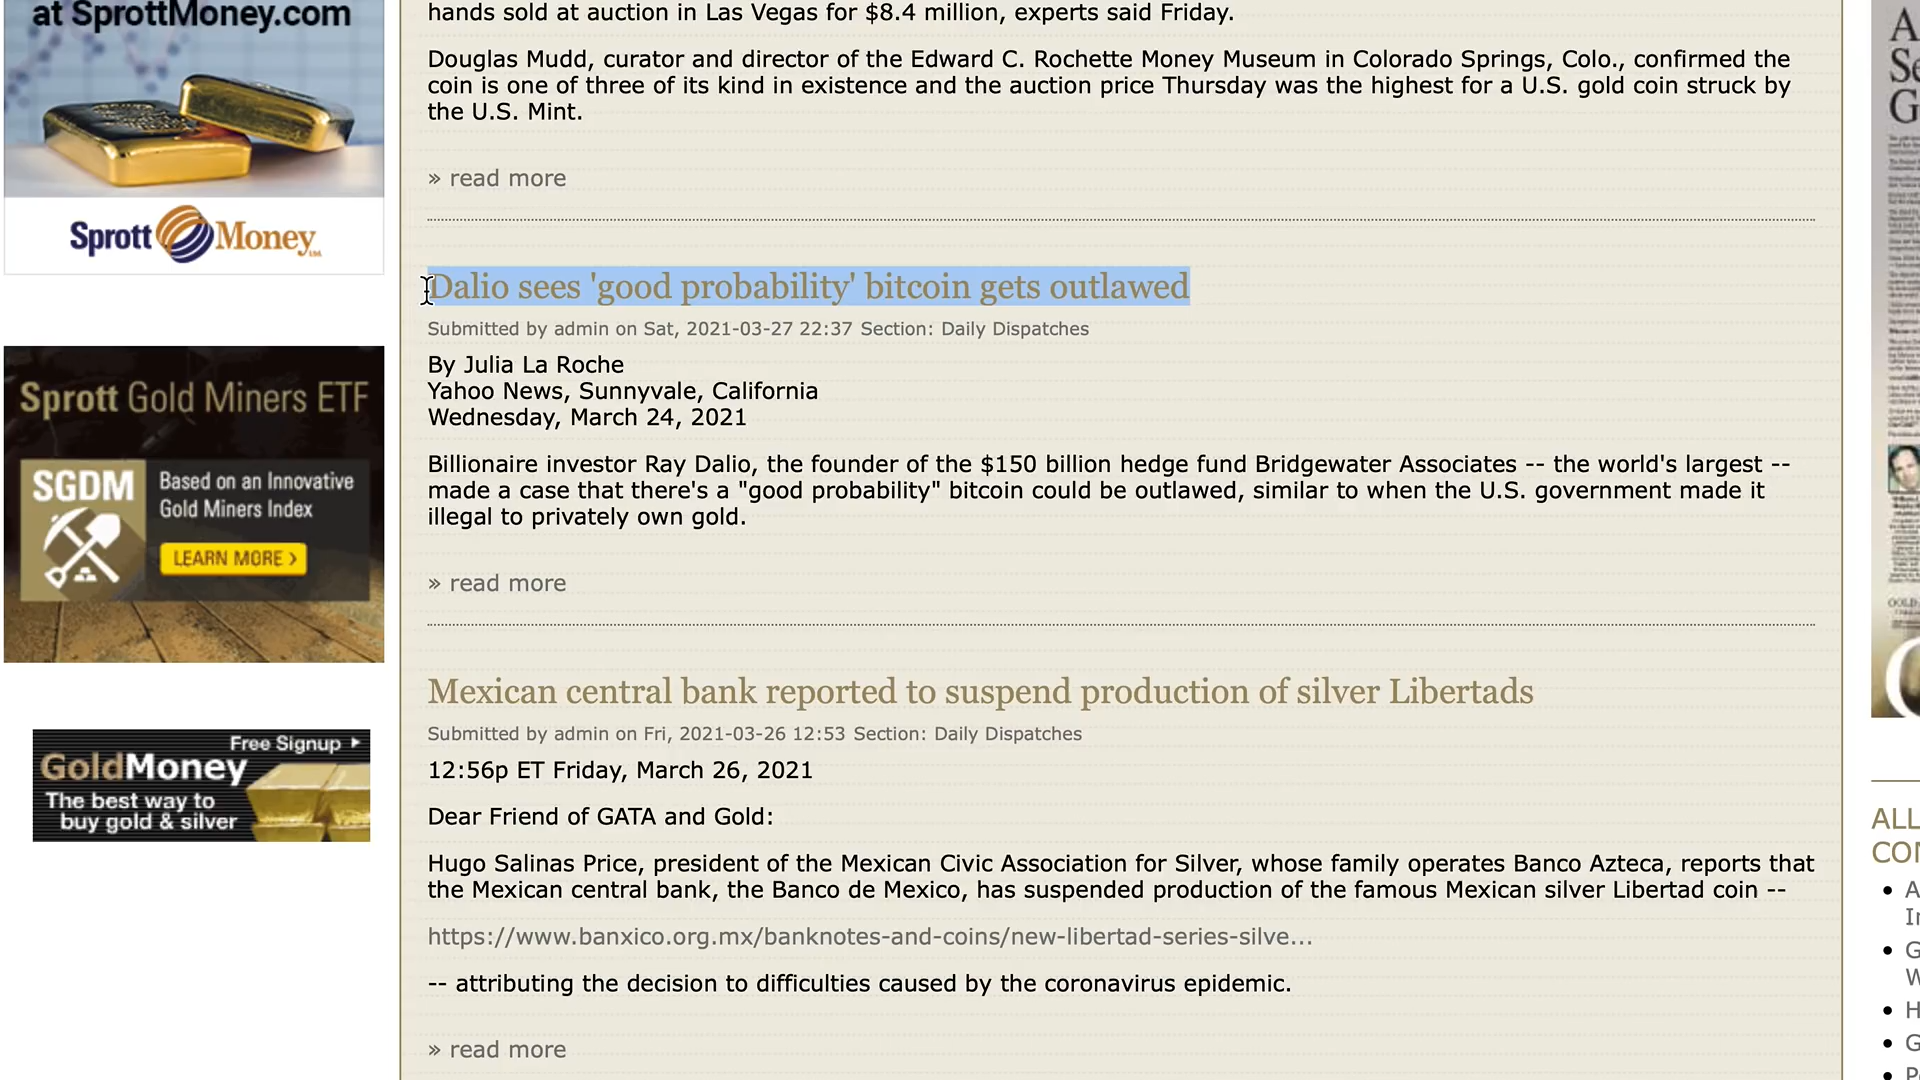 at SprottMoney.com
Sprott Money
Sprott Gold Miners ETF
SGDM
Based on an Innovative
Gold Miners Index
LEARN MORE >
Free Signup
GoldMoney
The best way to
buy gold & silver
hands sold at auction in Las Vegas for $8.4 million, experts said Friday.
Douglas Mudd, curator and director of the Edward C. Rochette Money Museum in Colorado Springs, Colo., confirmed the
coin is one of three of its kind in existence and the auction price Thursday was the highest for a U.S. gold coin struck by
the U.S. Mint.
» read more
Dalio sees 'good probability' bitcoin gets outlawed
Submitted by admin on Sat, 2021-03-27 22:37 Section: Daily Dispatches
By Julia La Roche
Yahoo News, Sunnyvale, California
Wednesday, March 24, 2021
Billionaire investor Ray Dalio, the founder of the $150 billion hedge fund Bridgewater Associates -- the world's largest --
made a case that there's a "good probability" bitcoin could be outlawed, similar to when the U.S. government made it
illegal to privately own gold.
» read more
Mexican central bank reported to suspend production of silver Libertads
Submitted by admin on Fri, 2021-03-26 12:53 Section: Daily Dispatches
12:56p ET Friday, March 26, 2021
Dear Friend of GATA and Gold:
Hugo Salinas Price, president of the Mexican Civic Association for Silver, whose family operates Banco Azteca, reports that
the Mexican central bank, the Banco de Mexico, has suspended production of the famous Mexican silver Libertad coin --
https://www.banxico.org.mx/banknotes-and-coins/new-libertad-series-silve...
-- attributing the decision to difficulties caused by the coronavirus epidemic.
» read more
ALL